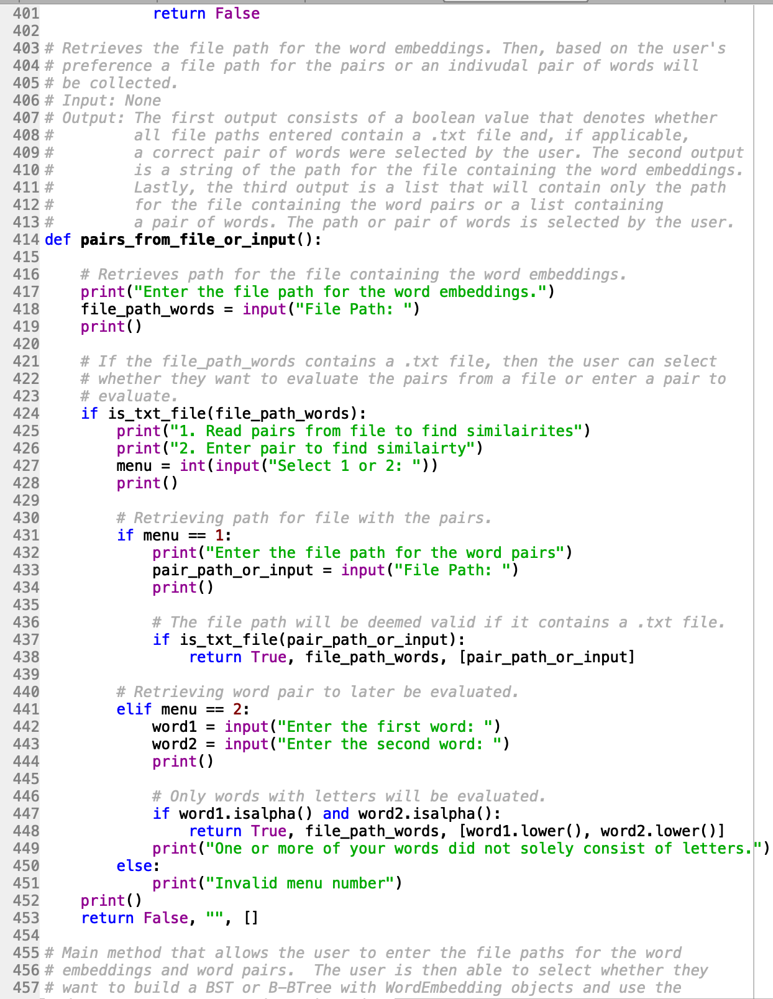 401             return False
402
403 # Retrieves the file path for the word embeddings. Then, based on the user's
404 # preference a file path for the pairs or an indivudal pair of words will
405 # be collected.
406 # Input: None
407 # Output: The first output consists of a boolean value that denotes whether
408 #         all file paths entered contain a .txt file and, if applicable,
409 #         a correct pair of words were selected by the user. The second output
410 #         is a string of the path for the file containing the word embeddings.
411 #         Lastly, the third output is a list that will contain only the path
412 #         for the file containing the word pairs or a list containing
413 #         a pair of words. The path or pair of words is selected by the user.
414 def pairs_from_file_or_input():
415
416     # Retrieves path for the file containing the word embeddings.
417     print("Enter the file path for the word embeddings.")
418     file_path_words = input("File Path: ")
419     print()
420
421     # If the file_path_words contains a .txt file, then the user can select
422     # whether they want to evaluate the pairs from a file or enter a pair to
423     # evaluate.
424     if is_txt_file(file_path_words):
425         print("1. Read pairs from file to find similairites")
426         print("2. Enter pair to find similairty")
427         menu = int(input("Select 1 or 2: "))
428         print()
429
430         # Retrieving path for file with the pairs.
431         if menu == 1:
432             print("Enter the file path for the word pairs")
433             pair_path_or_input = input("File Path: ")
434             print()
435
436             # The file path will be deemed valid if it contains a .txt file.
437             if is_txt_file(pair_path_or_input):
438                 return True, file_path_words, [pair_path_or_input]
439
440         # Retrieving word pair to later be evaluated.
441         elif menu == 2:
442             word1 = input("Enter the first word: ")
443             word2 = input("Enter the second word: ")
444             print()
445
446             # Only words with letters will be evaluated.
447             if word1.isalpha() and word2.isalpha():
448                 return True, file_path_words, [word1.lower(), word2.lower()]
449             print("One or more of your words did not solely consist of letters.")
450         else:
451             print("Invalid menu number")
452     print()
453     return False, "", []
454
455 # Main method that allows the user to enter the file paths for the word
456 # embeddings and word pairs.  The user is then able to select whether they
457 # want to build a BST or B-BTree with WordEmbedding objects and use the